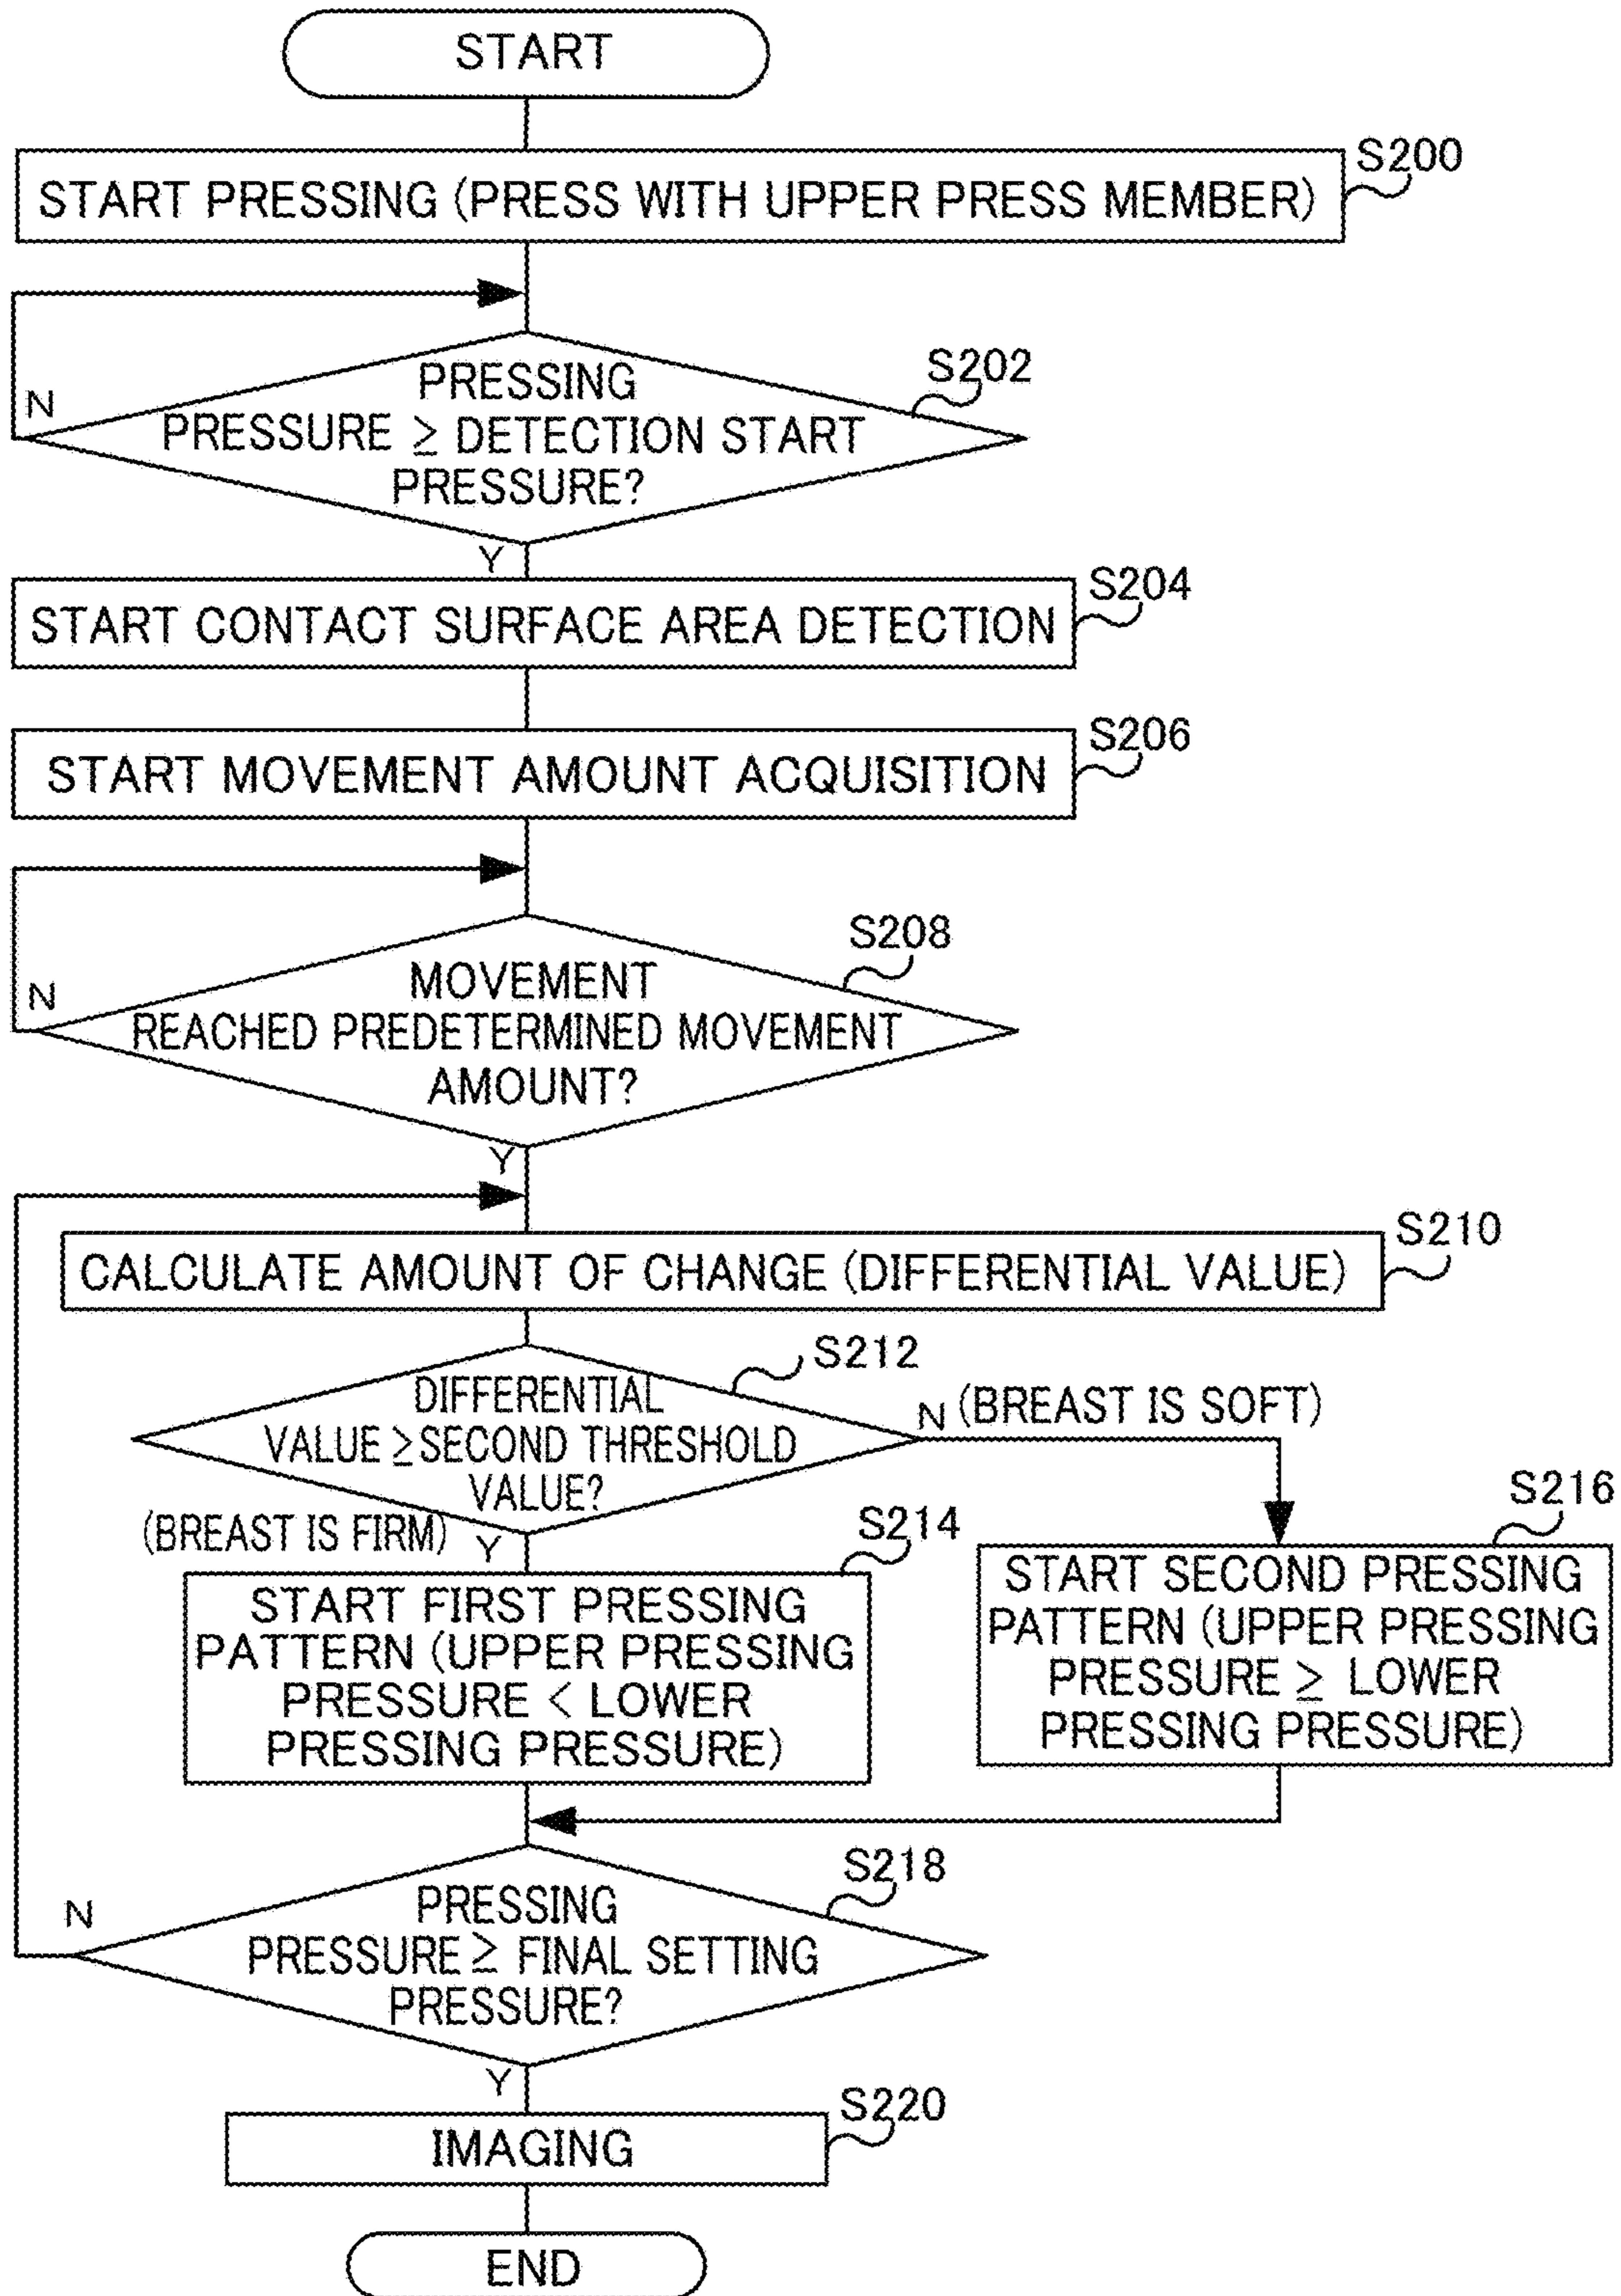 START
S200
START PRESSING (PRESS WITH UPPER PRESS MEMBER)
S202
PRESSING
PRESSURE ≥ DETECTION START
PRESSURE?
N
Y
S204
START CONTACT SURFACE AREA DETECTION
S206
START MOVEMENT AMOUNT ACQUISITION
S208
MOVEMENT
REACHED PREDETERMINED MOVEMENT
AMOUNT?
N
Y
S210
CALCULATE AMOUNT OF CHANGE (DIFFERENTIAL VALUE)
S212
DIFFERENTIAL
VALUE ≥ SECOND THRESHOLD
VALUE?
N (BREAST IS SOFT)
(BREAST IS FIRM) Y
S214
START FIRST PRESSING
PATTERN (UPPER PRESSING
PRESSURE < LOWER
PRESSING PRESSURE)
S216
START SECOND PRESSING
PATTERN (UPPER PRESSING
PRESSURE ≥ LOWER
PRESSING PRESSURE)
S218
PRESSING
PRESSURE ≥ FINAL SETTING
PRESSURE?
N
Y
S220
IMAGING
END